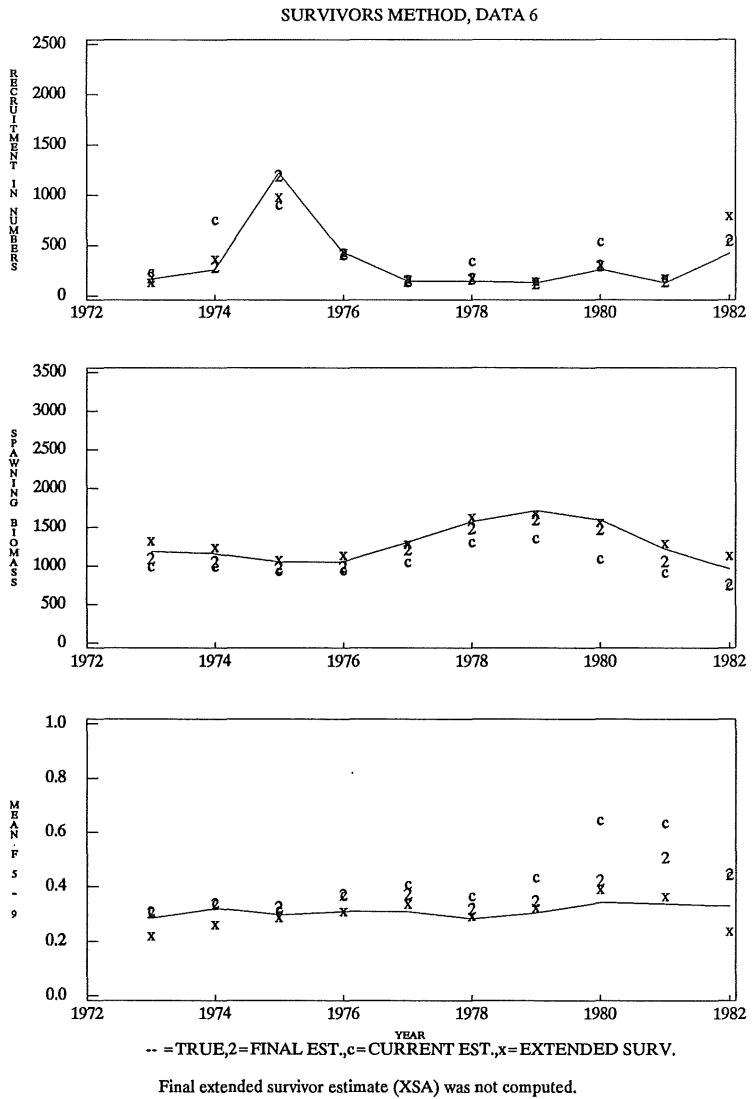 SURVIVORS METHOD, DATA 6
RECRUITMENT IN NUMBERS
2500
2000
1500
1000
500
0
1972 1974 1976 1978 1980 1982
SPAWNING BIOMASS
3500
3000
2500
2000
1500
1000
500
0
1972 1974 1976 1978 1980 1982
MEAN F 5 - 9
1.0
0.8
0.6
0.4
0.2
0.0
1972 1974 1976 1978 1980 1982
YEAR
-- =TRUE,2=FINAL EST.,c=CURRENT EST.,x=EXTENDED SURV.
Final extended survivor estimate (XSA) was not computed.